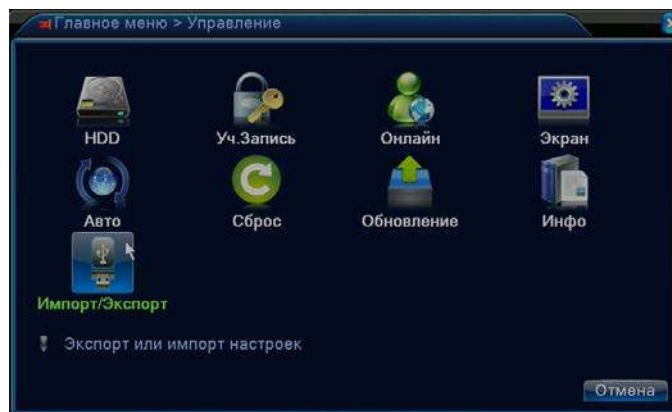 Главное меню > Управление
HDD
Уч.Запись
Онлайн
Экран
Авто
Сброс
Обновление
Инфо
Импорт/Экспорт
Экспорт или импорт настроек
Отмена